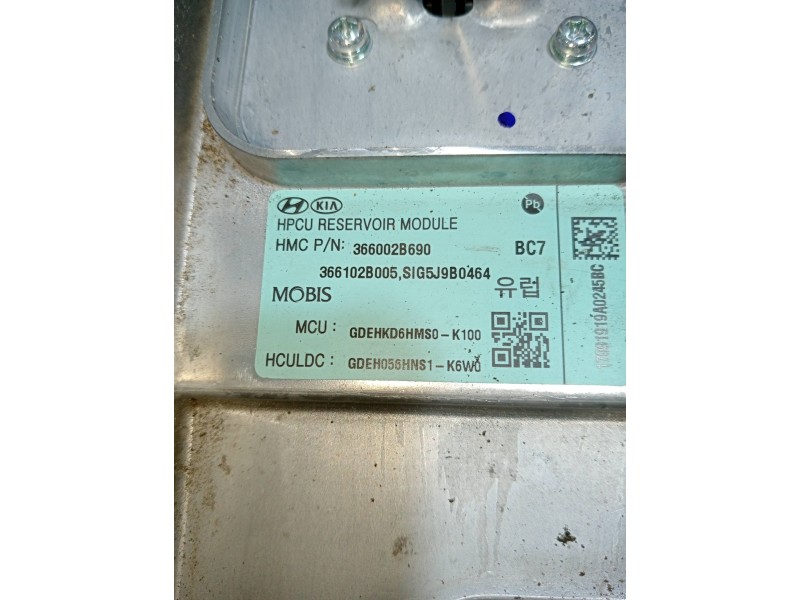 HYUNDAI KIA
Pb
HPCU RESERVOIR MODULE
HMC P/N: 366002B690 BC7
366102B005,SIG5J9B0464
MOBIS 유럽
MCU : GDEHKD6HMS0-K100
HCULDC : GDEH056HNS1-K6W0